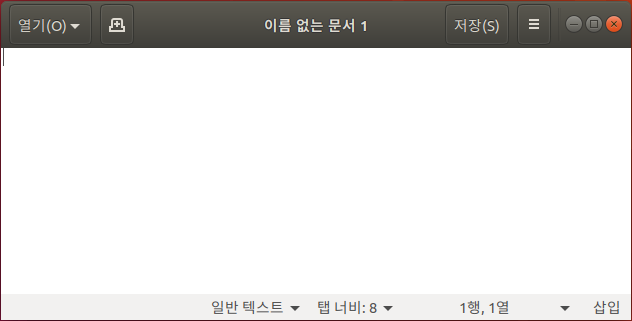 열기(O) 이름 없는 문서 1 저장(S)
일반 텍스트 탭 너비: 8 1행, 1열 삽입